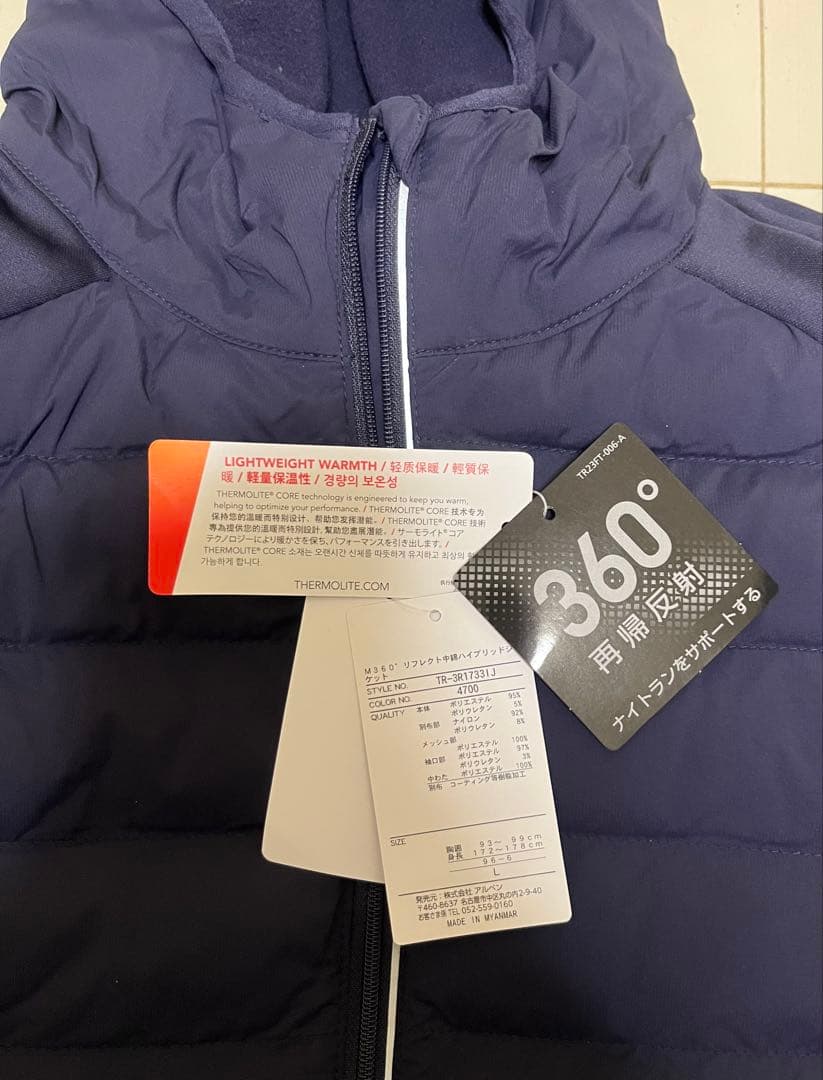 LIGHTWEIGHT WARMTH / 轻质保暖 / 輕質保
暖 / 軽量保温性 / 경량의 보온성
THERMOLITE® CORE technology is engineered to keep you warm,
helping to optimize your performance. / THERMOLITE® CORE 技术专为
保持您的温暖而特别设计、帮助您发挥潜能。/ THERMOLITE® CORE 技術
專為提供您的溫暖而特別設計, 幫助您盡展潛能。/ サーモライト® コア
テクノロジーにより暖かさを保ち、パフォーマンスを引き出します。/
THERMOLITE® CORE 소재는 오랜시간 신체를 따뜻하게 유지하고 최상의
가능하게 합니다.
THERMOLITE.COM
TR23FT-006-A
360°
再帰反射
ナイトランをサポートする
M360°リフレクト中綿ハイブリッドジ
ケット
STYLE NO. TR-3R1733IJ
COLOR NO. 4700
QUALITY 本体 ポリエステル 95%
ポリウレタン 5%
別布部 ナイロン 92%
ポリウレタン 8%
メッシュ部
ポリエステル 100%
袖口部 ポリエステル 97%
ポリウレタン 3%
中わた ポリエステル 100%
別布 コーティング等樹脂加工
SIZE
胸囲 93～ 99cm
身長 172～178cm
96-6
L
発売元：株式会社 アルペン
〒460-8637 名古屋市中区丸の内2-9-40
お客さま係 TEL 052-559-0160
MADE IN MYANMAR